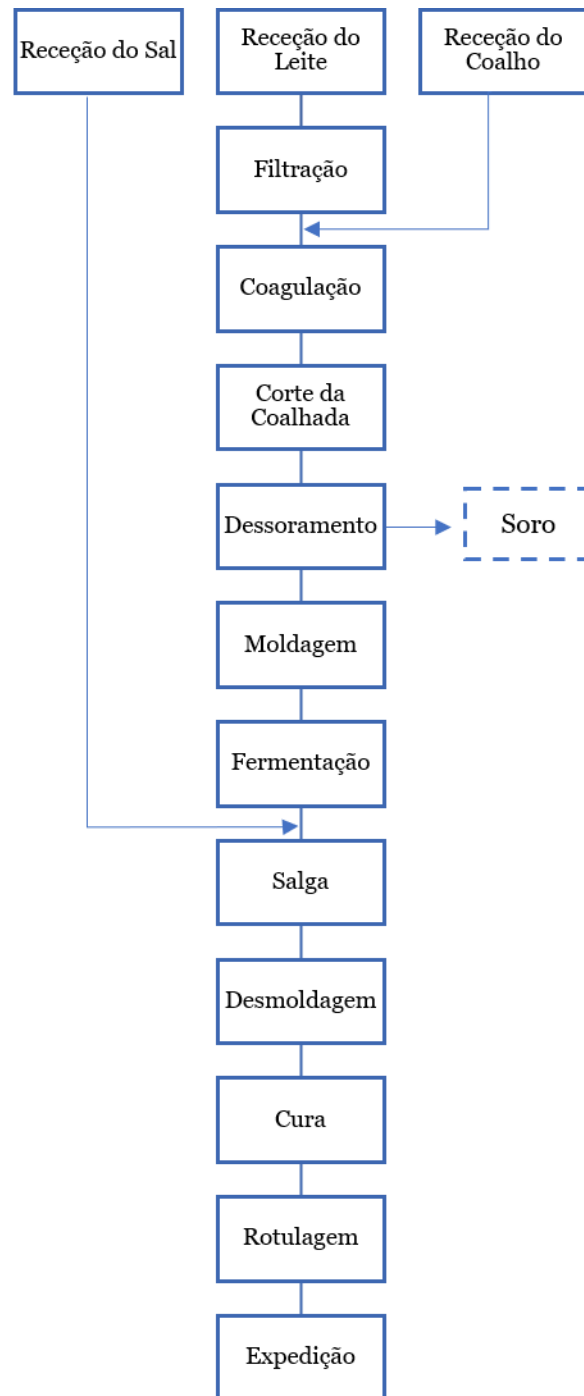 Receção do Sal
Receção do
Leite
Receção do
Coalho
Filtração
Coagulação
Corte da
Coalhada
Dessoramento
Soro
Moldagem
Fermentação
Salga
Desmoldagem
Cura
Rotulagem
Expedição